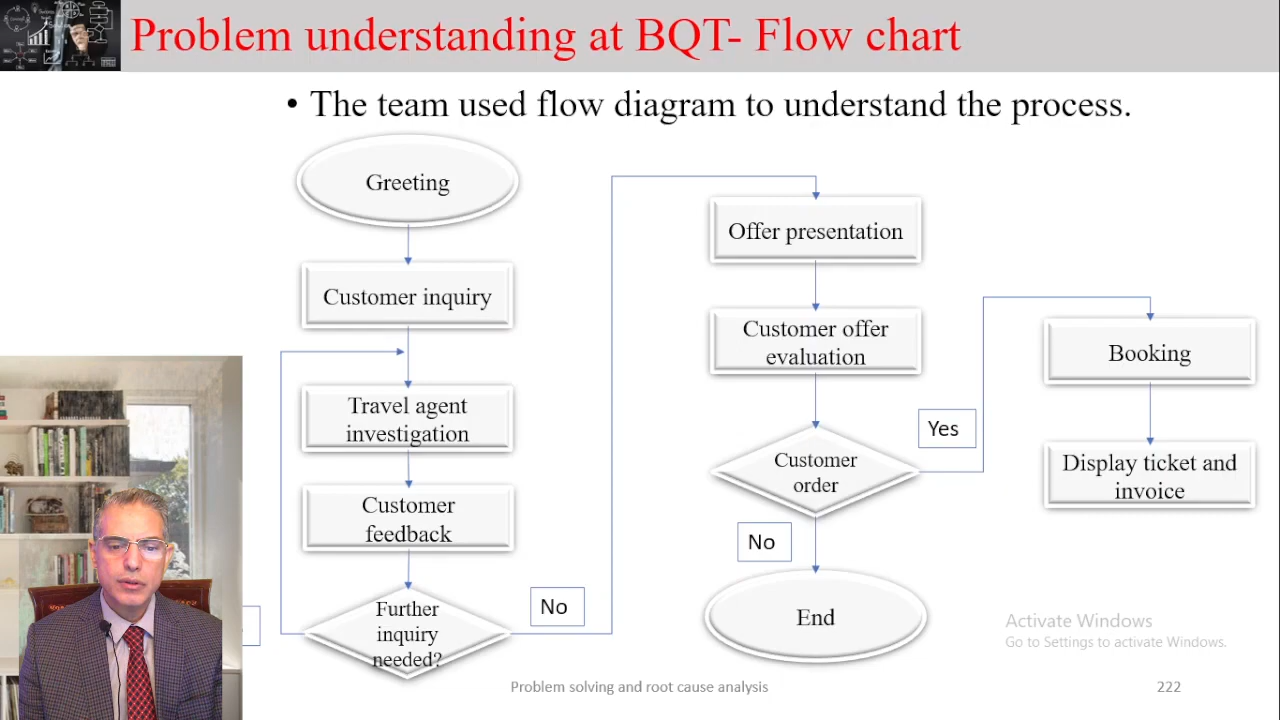 Problem understanding at BQT- Flow chart
• The team used flow diagram to understand the process.
Greeting
Customer inquiry
Travel agent
investigation
Customer
feedback
Further
inquiry
needed?
No
Offer presentation
Customer offer
evaluation
Customer
order
Yes
No
End
Booking
Display ticket and
invoice
Activate Windows
Go to Settings to activate Windows.
Problem solving and root cause analysis
222